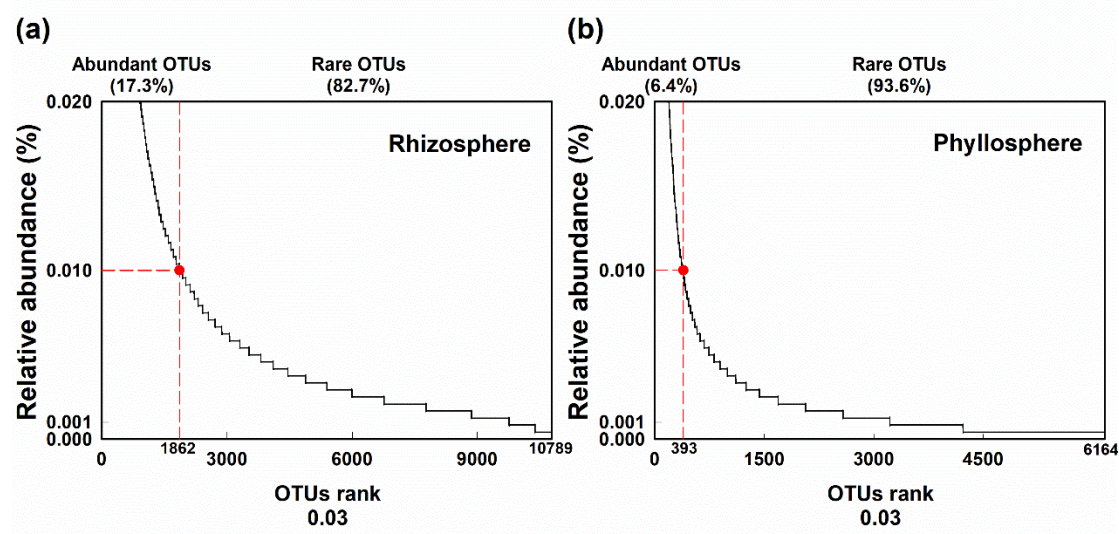 (a)
Abundant OTUs
(17.3%)
Rare OTUs
(82.7%)
Relative abundance (%)
0.020
0.010
0.001
0.000
Rhizosphere
1862
10789
0
3000
6000
9000
OTUs rank
0.03
(b)
Abundant OTUs
(6.4%)
Rare OTUs
(93.6%)
Relative abundance (%)
0.020
0.010
0.001
0.000
Phyllosphere
393
6164
0
1500
3000
4500
OTUs rank
0.03